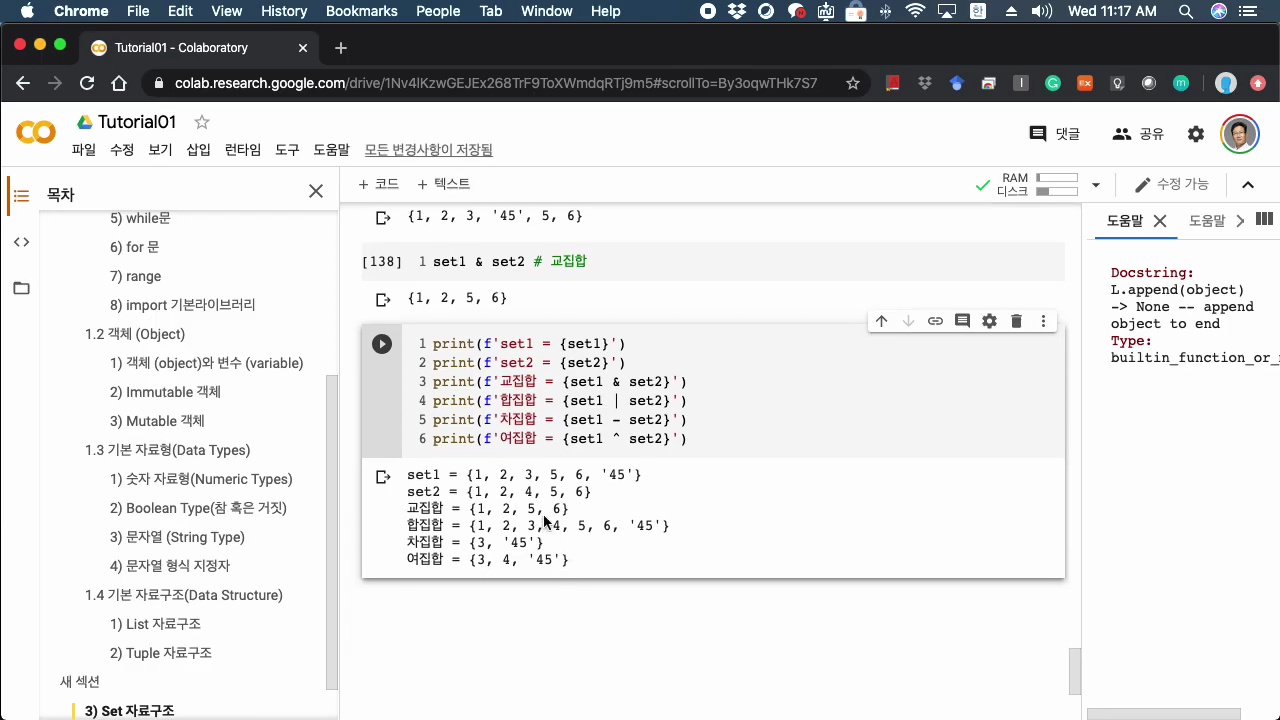 Chrome File Edit View History Bookmarks People Tab Window Help 한 Wed 11:17 AM
Tutorial01 - Colaboratory
colab.research.google.com/drive/1Nv4lKzwGEJEx268TrF9ToXWmdqRTj9m5#scrollTo=By3oqwTHk7S7
Tutorial01
댓글 공유
파일 수정 보기 삽입 런타임 도구 도움말 모든 변경사항이 저장됨
+ 코드 + 텍스트
RAM
디스크
수정 가능
목차
5) while문
6) for 문
7) range
8) import 기본라이브러리
1.2 객체 (Object)
1) 객체 (object)와 변수 (variable)
2) Immutable 객체
3) Mutable 객체
1.3 기본 자료형(Data Types)
1) 숫자 자료형(Numeric Types)
2) Boolean Type(참 혹은 거짓)
3) 문자열 (String Type)
4) 문자열 형식 지정자
1.4 기본 자료구조(Data Structure)
1) List 자료구조
2) Tuple 자료구조
새 섹션
3) Set 자료구조
{1, 2, 3, '45', 5, 6}
[138] 1 set1 & set2 # 교집합
{1, 2, 5, 6}
1 print(f'set1 = {set1}')
2 print(f'set2 = {set2}')
3 print(f'교집합 = {set1 & set2}')
4 print(f'합집합 = {set1 | set2}')
5 print(f'차집합 = {set1 - set2}')
6 print(f'여집합 = {set1 ^ set2}')
set1 = {1, 2, 3, 5, 6, '45'}
set2 = {1, 2, 4, 5, 6}
교집합 = {1, 2, 5, 6}
합집합 = {1, 2, 3, 4, 5, 6, '45'}
차집합 = {3, '45'}
여집합 = {3, 4, '45'}
도움말 도움말
Docstring:
L.append(object)
-> None -- append
object to end
Type:
builtin_function_or_